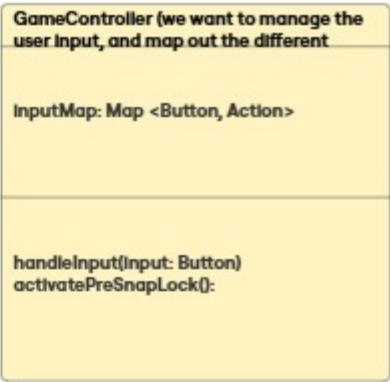 GameController (we want to manage the
user input, and map out the different
inputMap: Map <Button, Action>
handleInput(input: Button)
activatePreSnapLock():